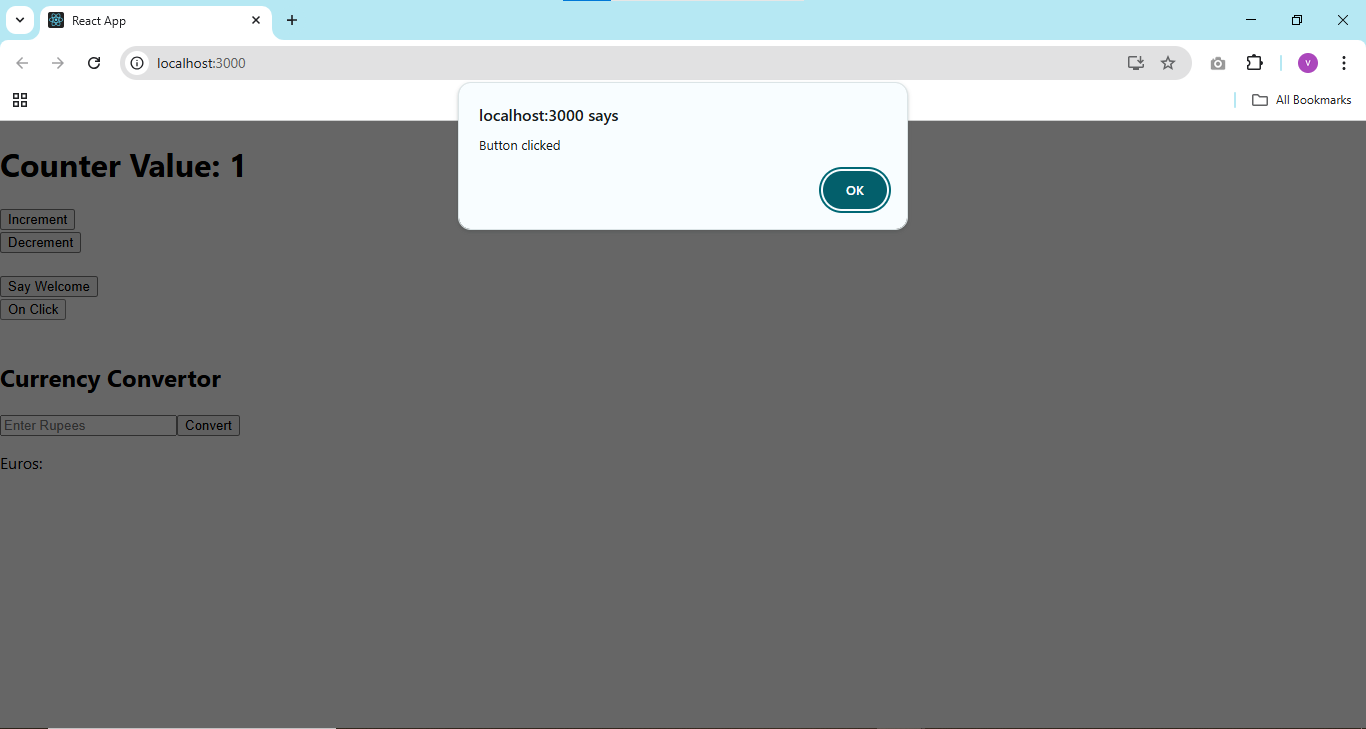 React App
localhost:3000
V
All Bookmarks
localhost:3000 says
Button clicked
OK
Counter Value: 1
Increment
Decrement
Say Welcome
On Click
Currency Convertor
Enter Rupees Convert
Euros: